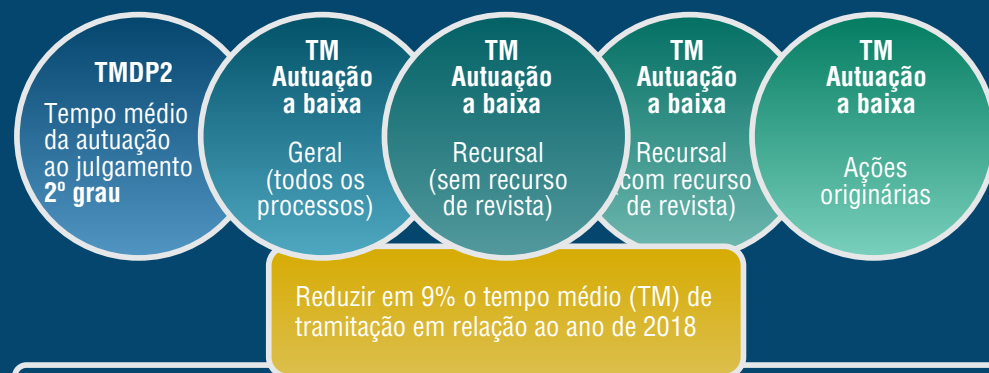 TMDP2
Tempo médio
da autuação
ao julgamento
2º grau
TM
Autuação
a baixa
Geral
(todos os
processos)
TM
Autuação
a baixa
Recursal
(sem recurso
de revista)
TM
Autuação
a baixa
Recursal
(com recurso
de revista)
TM
Autuação
a baixa
Ações
originárias
Reduzir em 9% o tempo médio (TM) de
tramitação em relação ao ano de 2018